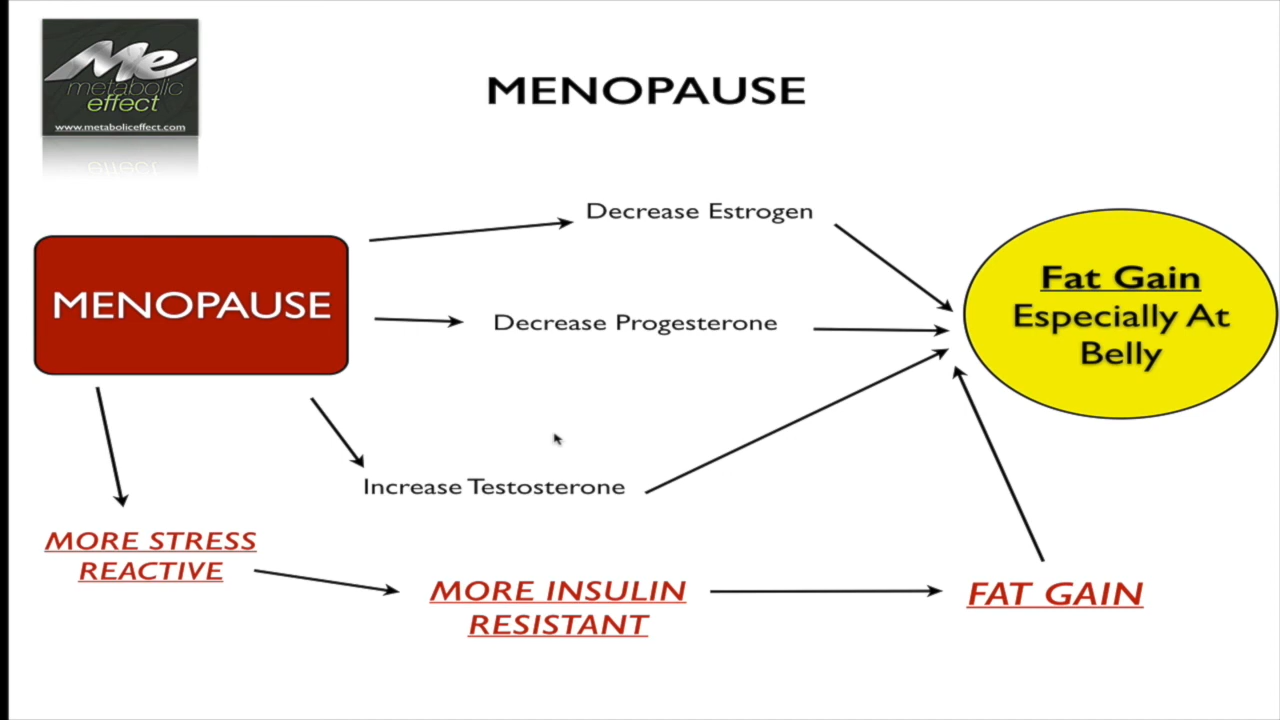 Me
metabolic
effect
www.metaboliceffect.com
MENOPAUSE
Decrease Estrogen
MENOPAUSE
Decrease Progesterone
Fat Gain
Especially At
Belly
Increase Testosterone
MORE STRESS
REACTIVE
MORE INSULIN
RESISTANT
FAT GAIN